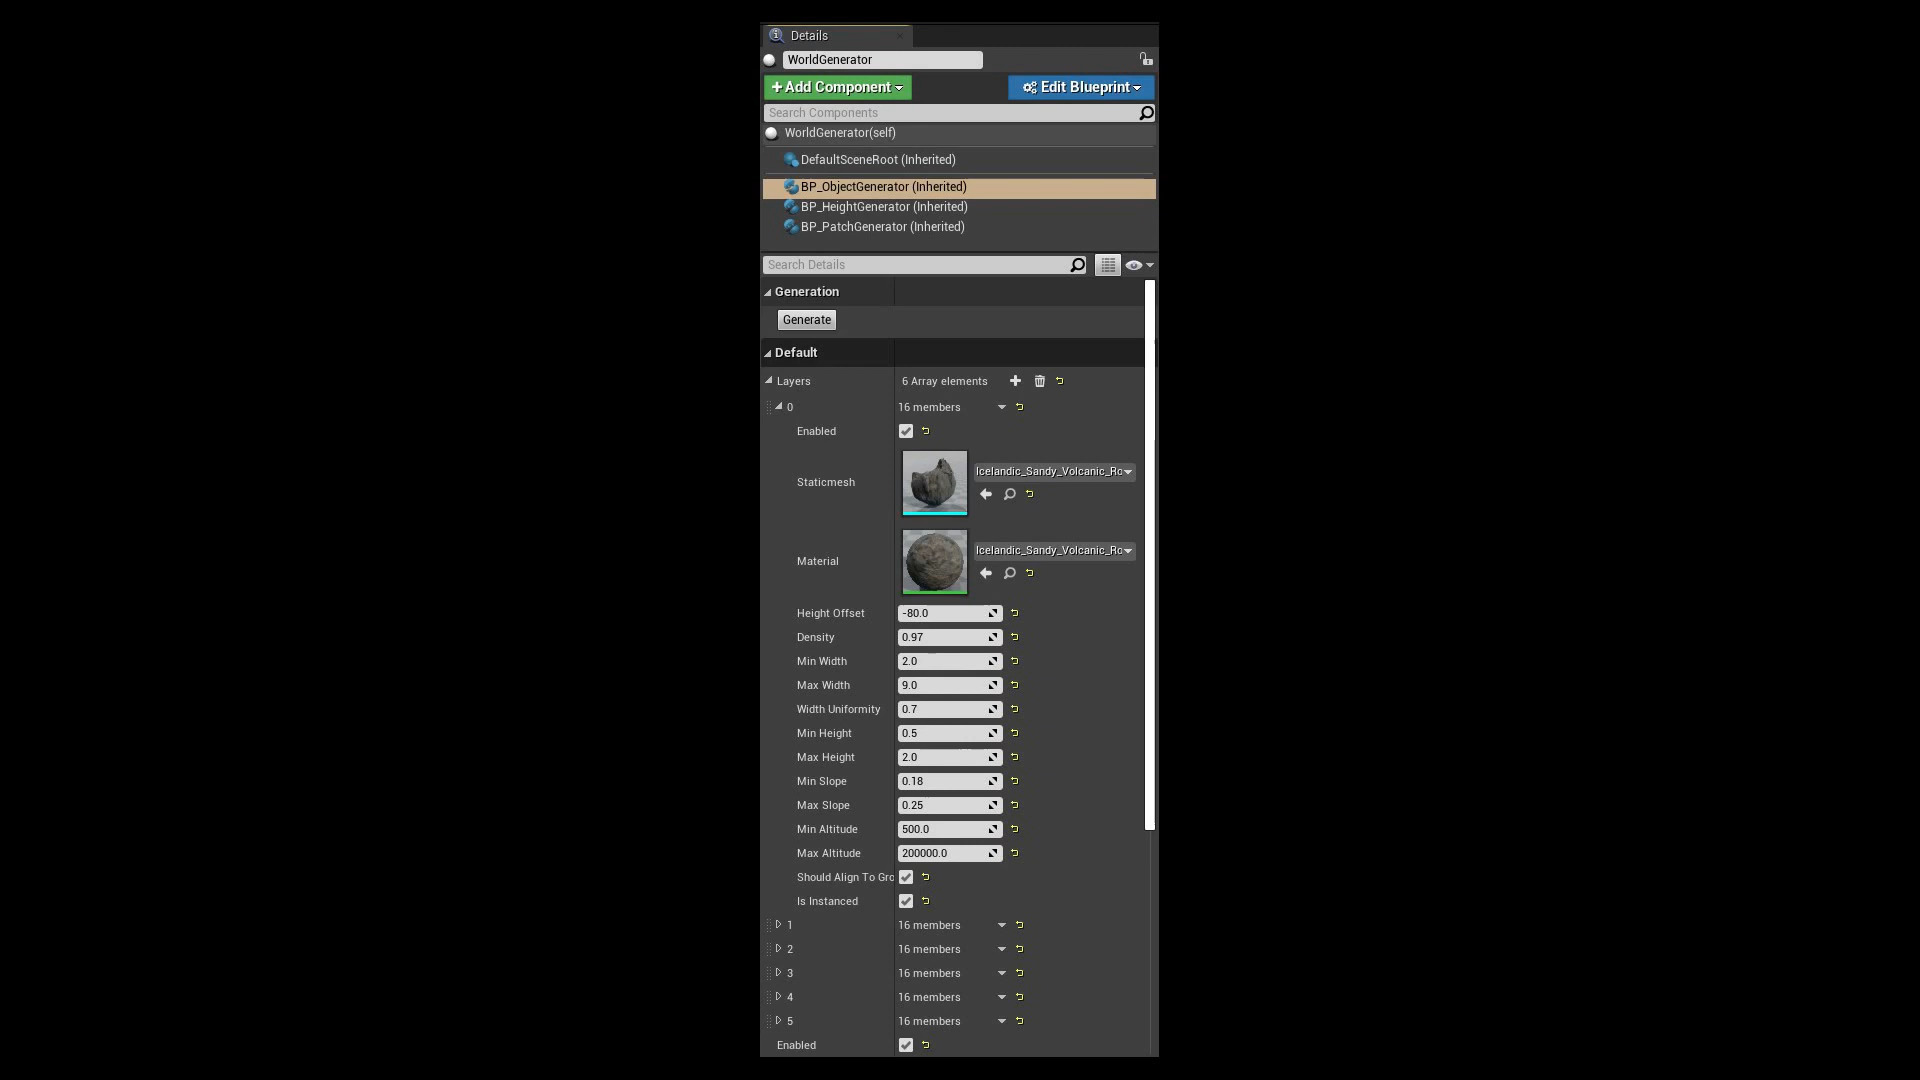 Details
WorldGenerator
Add Component
Edit Blueprint
Search Components
WorldGenerator(self)
DefaultSceneRoot (Inherited)
BP_ObjectGenerator (Inherited)
BP_HeightGenerator (Inherited)
BP_PatchGenerator (Inherited)
Search Details
Generation
Generate
Default
Layers 6 Array elements
0 16 members
Enabled
Staticmesh Icelandic_Sandy_Volcanic_Ro
Material Icelandic_Sandy_Volcanic_Ro
Height Offset -80.0
Density 0.97
Min Width 2.0
Max Width 9.0
Width Uniformity 0.7
Min Height 0.5
Max Height 2.0
Min Slope 0.18
Max Slope 0.25
Min Altitude 500.0
Max Altitude 200000.0
Should Align To Gro
Is Instanced
1 16 members
2 16 members
3 16 members
4 16 members
5 16 members
Enabled